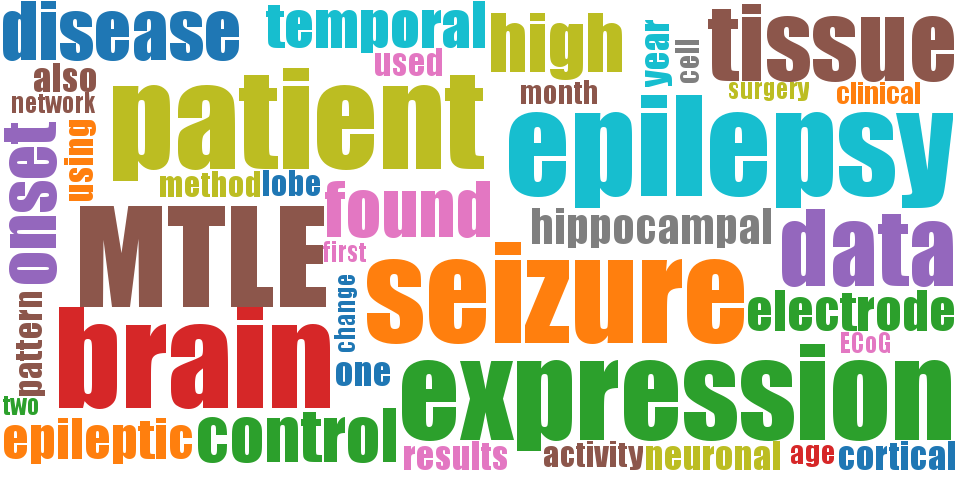 disease
temporal
high
year
cell
tissue
also
used
network
patient
month
surgery
clinical
onset
using
epilepsy
method
lobe
found
hippocampal
data
MTLE
first
seizure
change
pattern
brain
electrode
ECoG
one
expression
two
epileptic
control
results
activity
neuronal
age
cortical